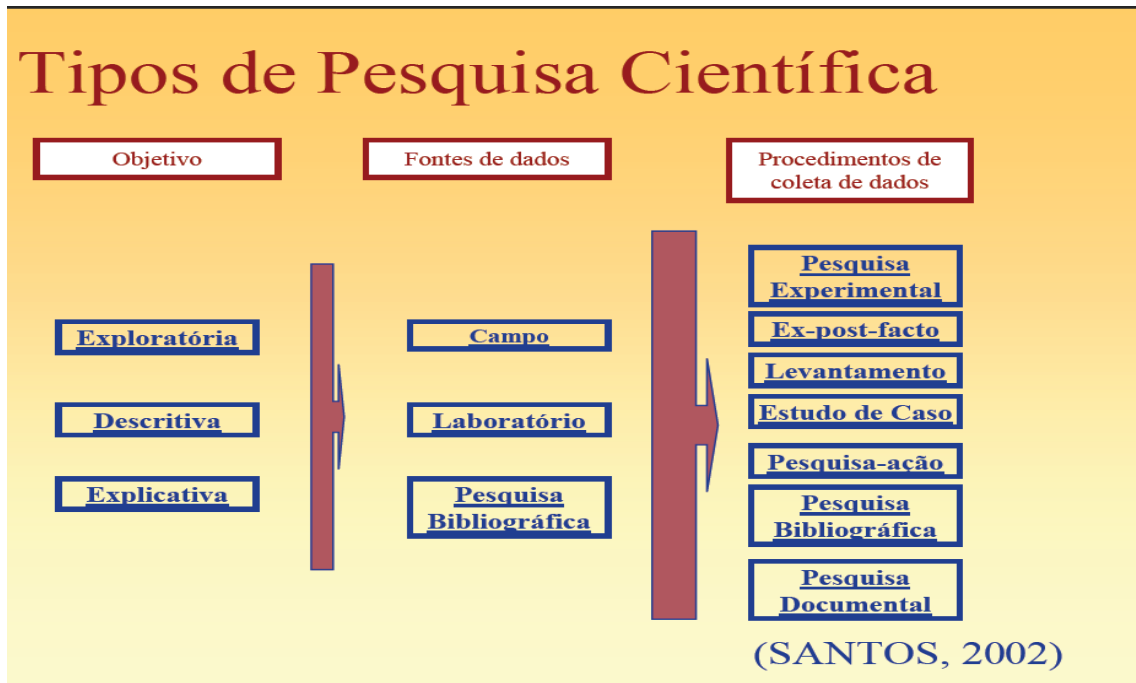 Tipos de Pesquisa Científica
Objetivo
Fontes de dados
Procedimentos de
coleta de dados
Exploratória
Descritiva
Explicativa
Campo
Laboratório
Pesquisa
Bibliográfica
Pesquisa
Experimental
Ex-post-facto
Levantamento
Estudo de Caso
Pesquisa-ação
Pesquisa
Bibliográfica
Pesquisa
Documental
(SANTOS, 2002)